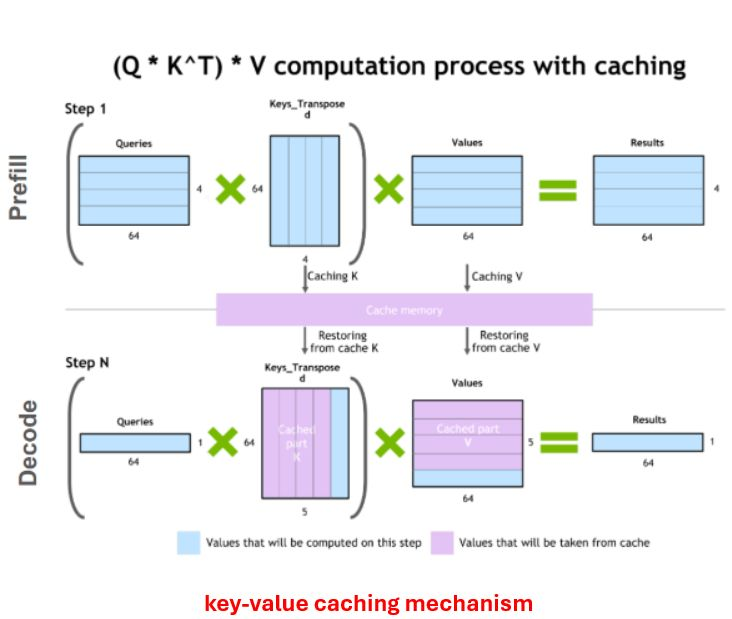 (Q * K^T) * V computation process with caching
Prefill
Step 1
Queries
4
64
Keys_Transpose
d
64
4
Values
64
Results
4
64
Caching K
Caching V
Cache memory
Restoring
from cache K
Restoring
from cache V
Decode
Step N
Queries
1
64
Keys_Transpose
d
64
Cached
part
K
5
Values
Cached part
V
5
64
Results
1
64
Values that will be computed on this step
Values that will be taken from cache
key-value caching mechanism